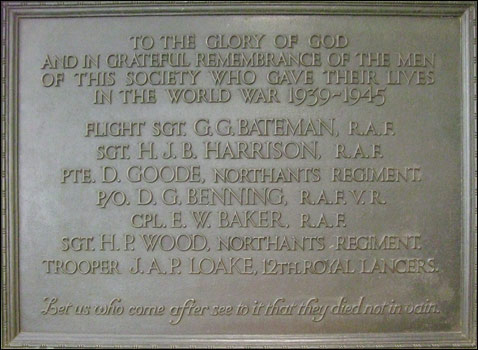 TO THE GLORY OF GOD
AND IN GRATEFUL REMEMBRANCE OF THE MEN
OF THIS SOCIETY WHO GAVE THEIR LIVES
IN THE WORLD WAR 1939~1945
FLIGHT SGT. G. G. BATEMAN, R.A.F.
SGT. H. J. B. HARRISON, R.A.F.
PTE. D. GOODE, NORTHANTS REGIMENT.
P/O. D. G. BENNING, R.A.F.V.R.
CPL. E. W. BAKER, R.A.F.
SGT. H. P. WOOD, NORTHANTS REGIMENT.
TROOPER J. A. P. LOAKE, 12TH. ROYAL LANCERS.
Let us who come after see to it that they died not in vain.